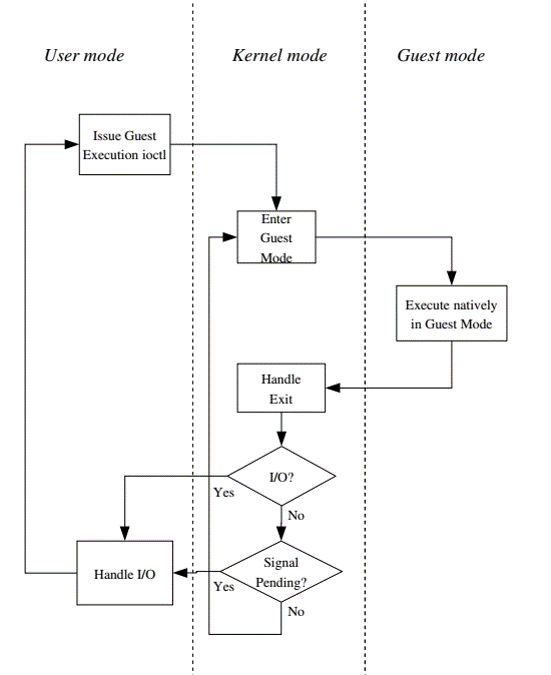 User mode
Kernel mode
Guest mode
Issue Guest
Execution ioctl
Enter
Guest
Mode
Execute natively
in Guest Mode
Handle
Exit
I/O?
Yes
No
Handle I/O
Signal
Pending?
Yes
No